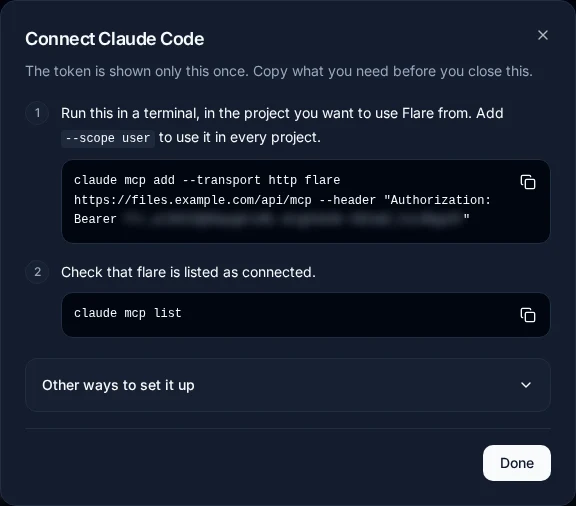 Connect Claude Code
The token is shown only this once. Copy what you need before you close this.
1
Run this in a terminal, in the project you want to use Flare from. Add
--scope user to use it in every project.
claude mcp add --transport http flare
https://files.example.com/api/mcp --header "Authorization:
Bearer "
2
Check that flare is listed as connected.
claude mcp list
Other ways to set it up
Done